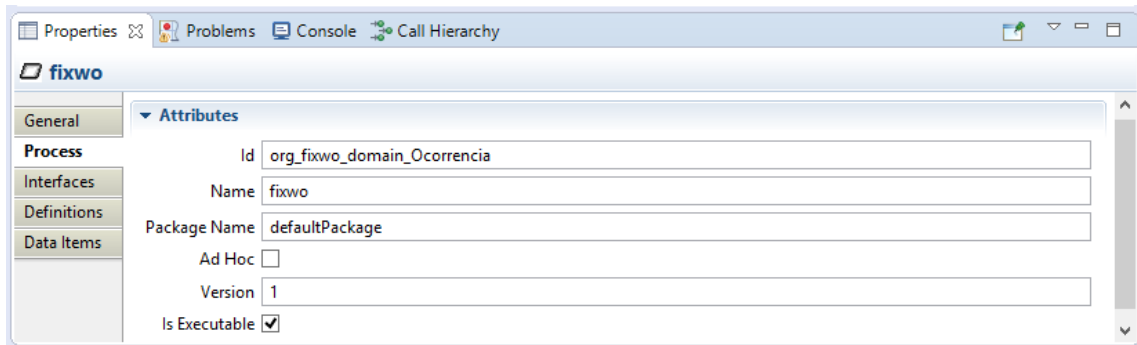 Properties Problems Console Call Hierarchy
fixwo
General
Process
Interfaces
Definitions
Data Items
Attributes
Id org_fixwo_domain_Ocorrencia
Name fixwo
Package Name defaultPackage
Ad Hoc
Version 1
Is Executable